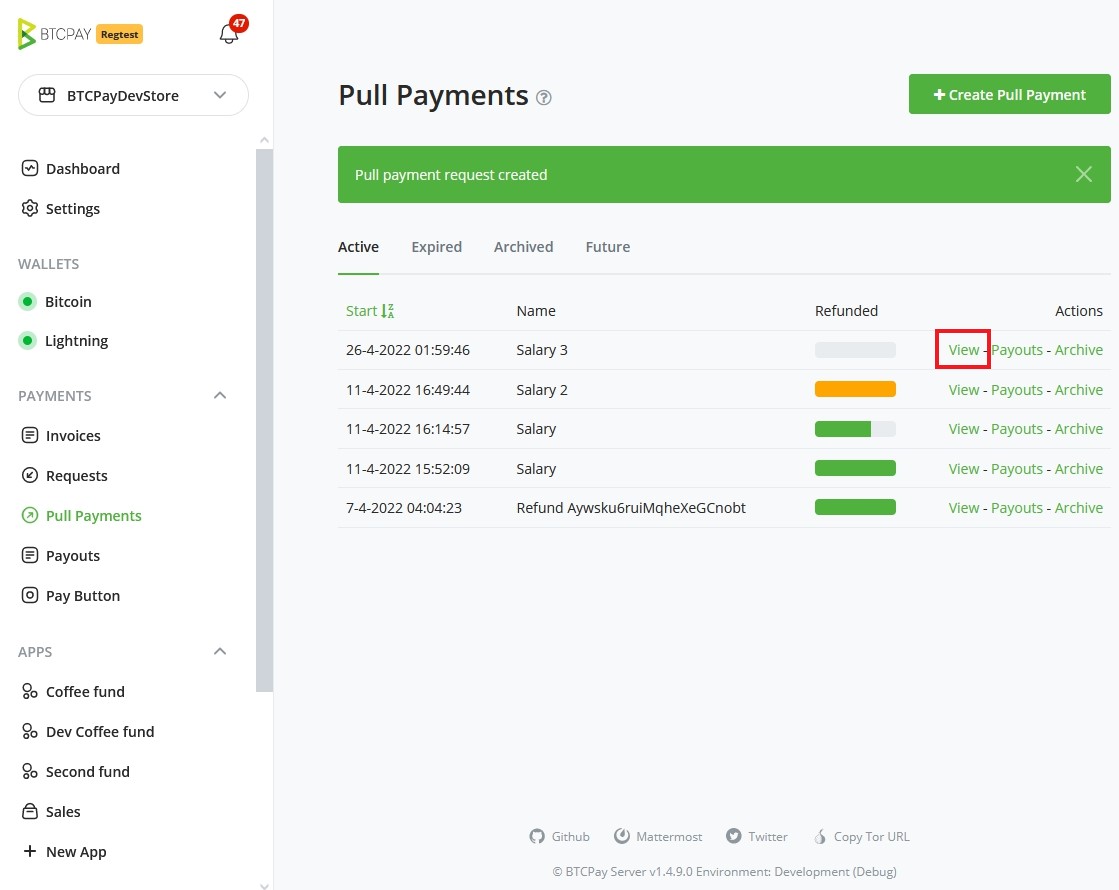 BTCPAY Regtest 47
BTCPayDevStore
Dashboard
Settings
WALLETS
Bitcoin
Lightning
PAYMENTS
Invoices
Requests
Pull Payments
Payouts
Pay Button
APPS
Coffee fund
Dev Coffee fund
Second fund
Sales
+ New App
Pull Payments ?
+ Create Pull Payment
Pull payment request created
Active Expired Archived Future
Start Name Refunded Actions
26-4-2022 01:59:46 Salary 3 View - Payouts - Archive
11-4-2022 16:49:44 Salary 2 View - Payouts - Archive
11-4-2022 16:14:57 Salary View - Payouts - Archive
11-4-2022 15:52:09 Salary View - Payouts - Archive
7-4-2022 04:04:23 Refund Aywsku6ruiMqheXeGCnobt View - Payouts - Archive
Github Mattermost Twitter Copy Tor URL
© BTCPay Server v1.4.9.0 Environment: Development (Debug)